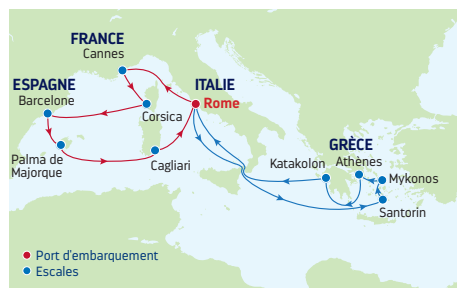 FRANCE
Cannes
ESPAGNE
Barcelone
ITALIE
Rome
Corsica
Palma de
Majorque
Cagliari
GRÈCE
Katakolon
Athènes
Mykonos
Santorin
Port d'embarquement
Escales